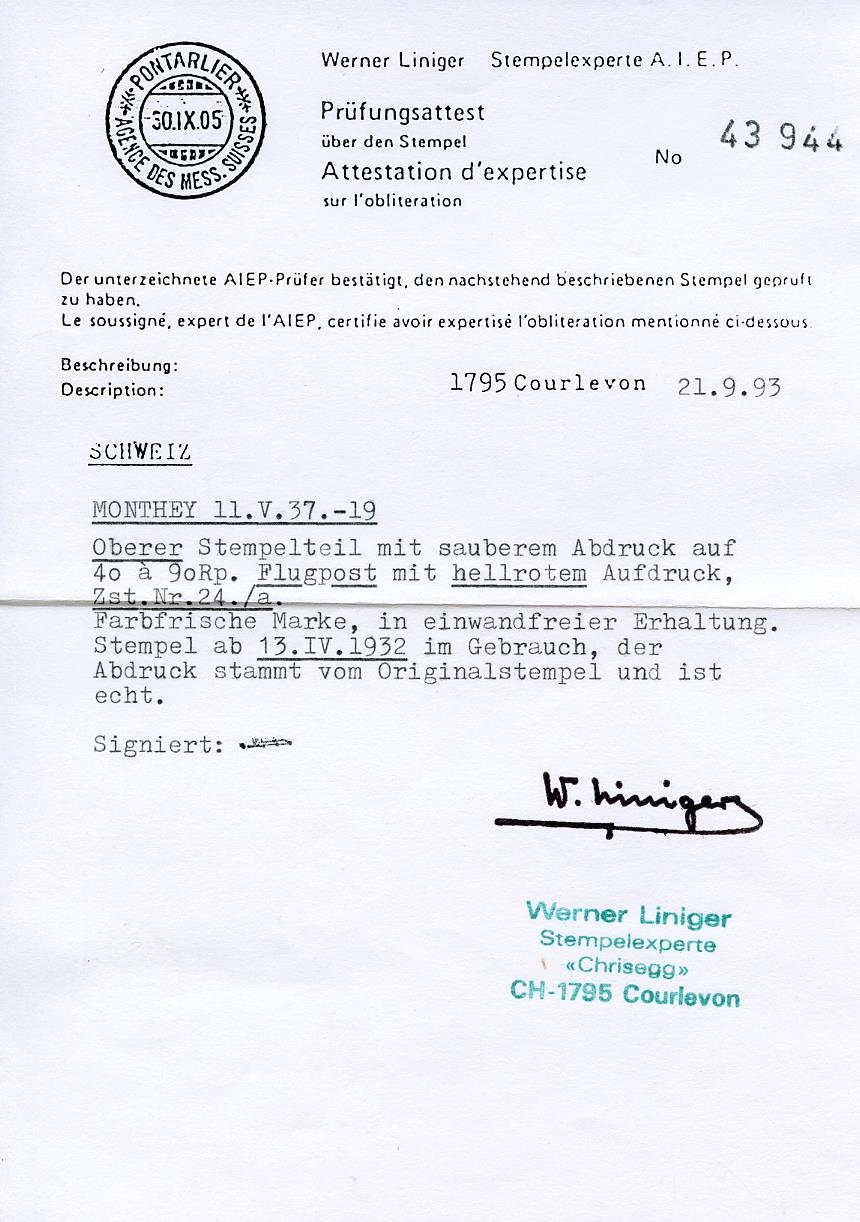 PONTARLIER
30.IX.05
AGENCE DES MESS. SUISSES
Werner Liniger Stempelexperte A.I.E.P.
Prüfungsattest
über den Stempel
Attestation d'expertise
sur l'obliteration
No 43 944
Der unterzeichnete AIEP-Prüfer bestätigt, den nachstehend beschriebenen Stempel geprüft
zu haben.
Le soussigné, expert de l'AIEP, certifie avoir expertisé l'obliteration mentionné ci-dessous
Beschreibung:
Description:
1795 Courlevon 21.9.93
SCHWEIZ
MONTHEY 11.V.37.-19
Oberer Stempelteil mit sauberem Abdruck auf
4o à 9oRp. Flugpost mit hellrotem Aufdruck,
Zst.Nr.24./a.
Farbfrische Marke, in einwandfreier Erhaltung.
Stempel ab 13.IV.1932 im Gebrauch, der
Abdruck stammt vom Originalstempel und ist
echt.
Signiert:
W. Liniger
Werner Liniger
Stempelexperte
«Chrisegg»
CH-1795 Courlevon